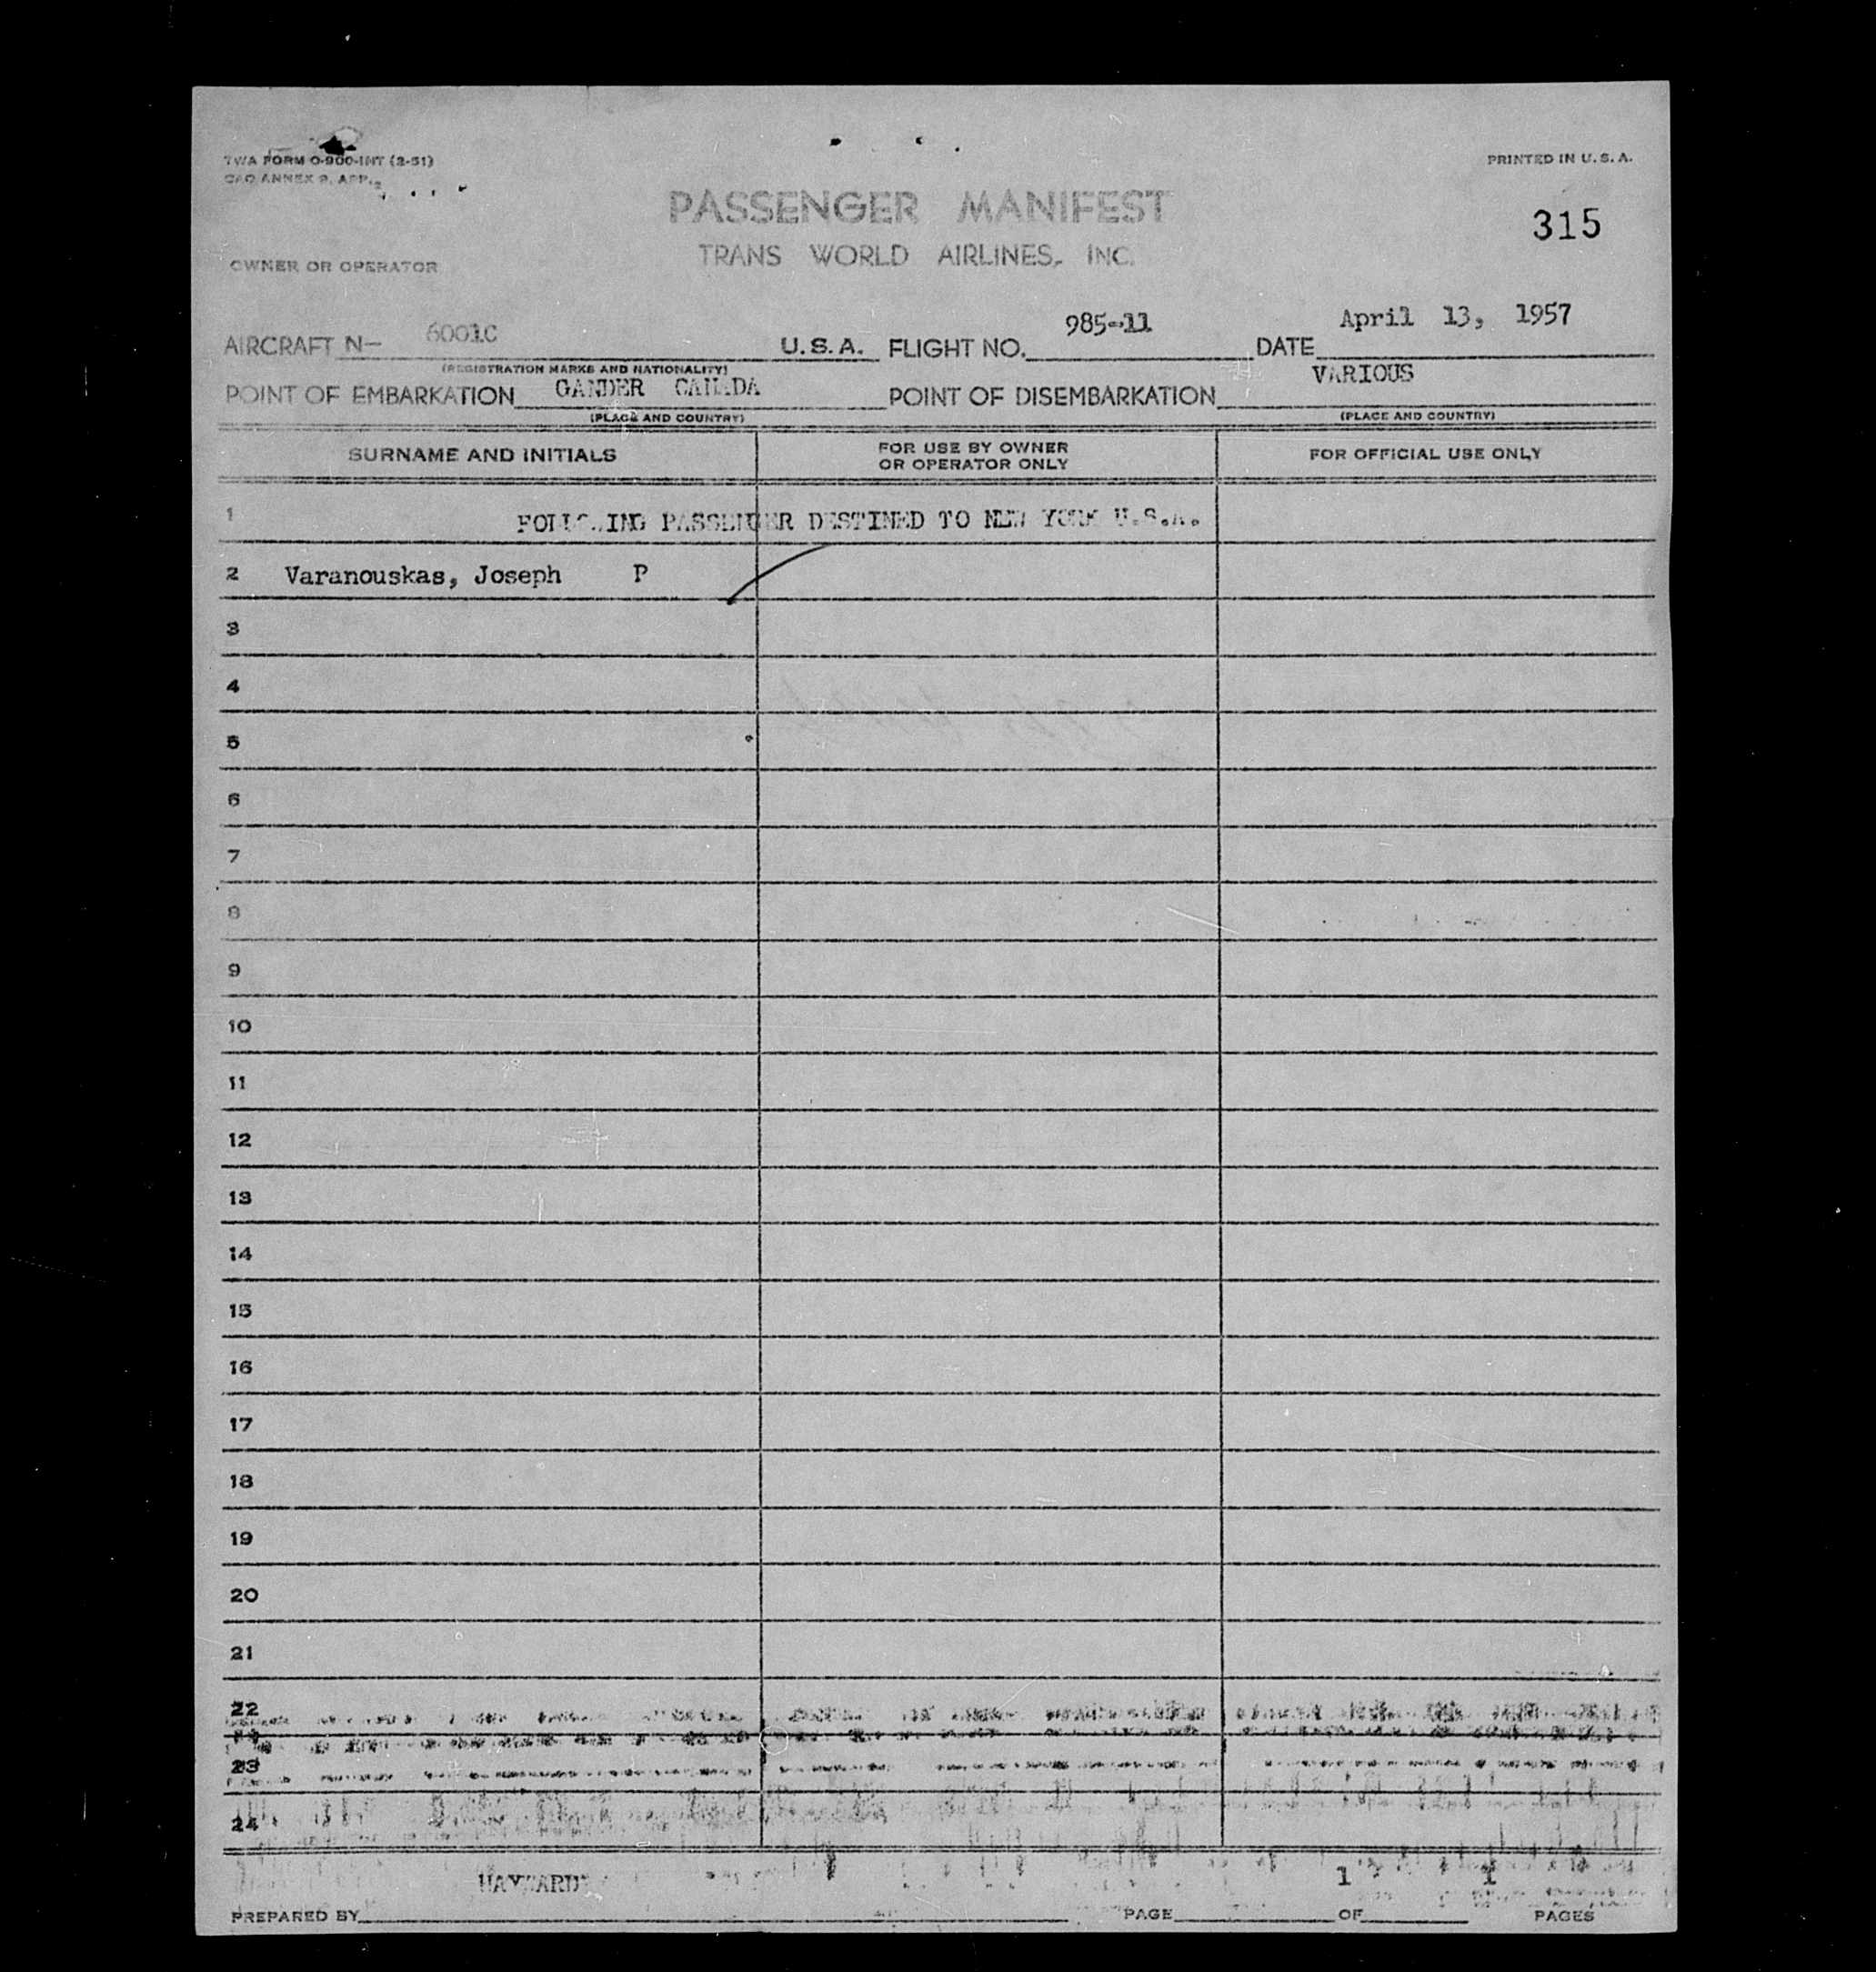 TWA FORM O-900-INT (2-51)
PRINTED IN U. S. A.
PASSENGER MANIFEST
315
TRANS WORLD AIRLINES, INC.
OWNER OR OPERATOR
AIRCRAFT N— 6001C U.S.A. FLIGHT NO. 985-11 DATE April 13, 1957
(REGISTRATION MARKS AND NATIONALITY)
POINT OF EMBARKATION GANDER CANADA POINT OF DISEMBARKATION VARIOUS
(PLACE AND COUNTRY) (PLACE AND COUNTRY)
SURNAME AND INITIALS FOR USE BY OWNER OR OPERATOR ONLY FOR OFFICIAL USE ONLY
1 FOLLOWING PASSENGER DESTINED TO NEW YORK U.S.A.
2 Varanouskas, Joseph P
3
4
5
6
7
8
9
10
11
12
13
14
15
16
17
18
19
20
21
22
23
24
HAYWARD 1 1
PREPARED BY PAGE OF PAGES